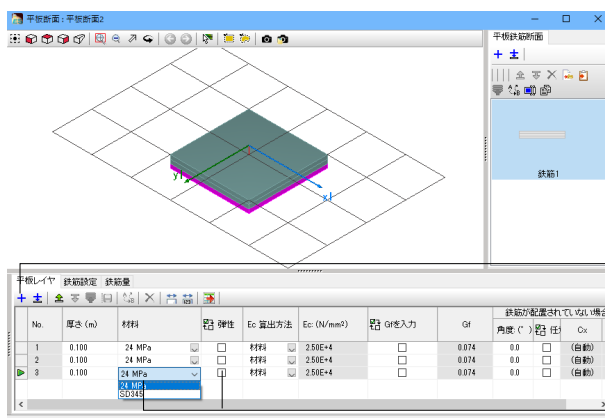 平板断面 : 平板断面2
平板鉄筋断面
鉄筋1
yl
xl
平板レイヤ 鉄筋設定 鉄筋量
鉄筋が配置されていない場合
No. 厚さ (m) 材料 弾性 Ec 算出方法 Ec: (N/mm²) Gfを入力 Gf 角度 (°) Cx
1 0.100 24 MPa 材料 2.50E+4 0.074 0.0 (自動)
2 0.100 24 MPa 材料 2.50E+4 0.074 0.0 (自動)
3 0.100 24 MPa 材料 2.50E+4 0.074 0.0 (自動)
24 MPa
SD345